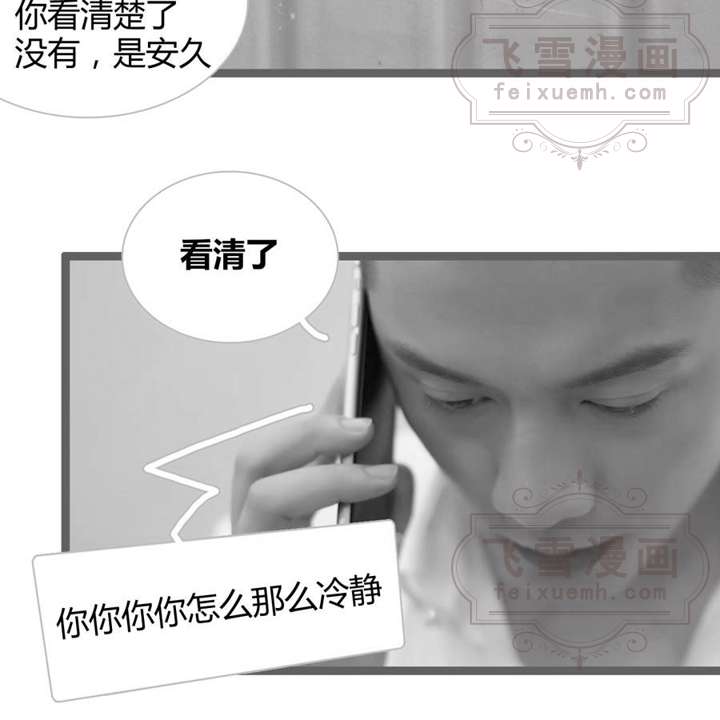 你看清楚了
没有，是安久
飞雪漫画
feixuemh.com
看清了
你你你你怎么那么冷静
飞雪漫画
feixuemh.com